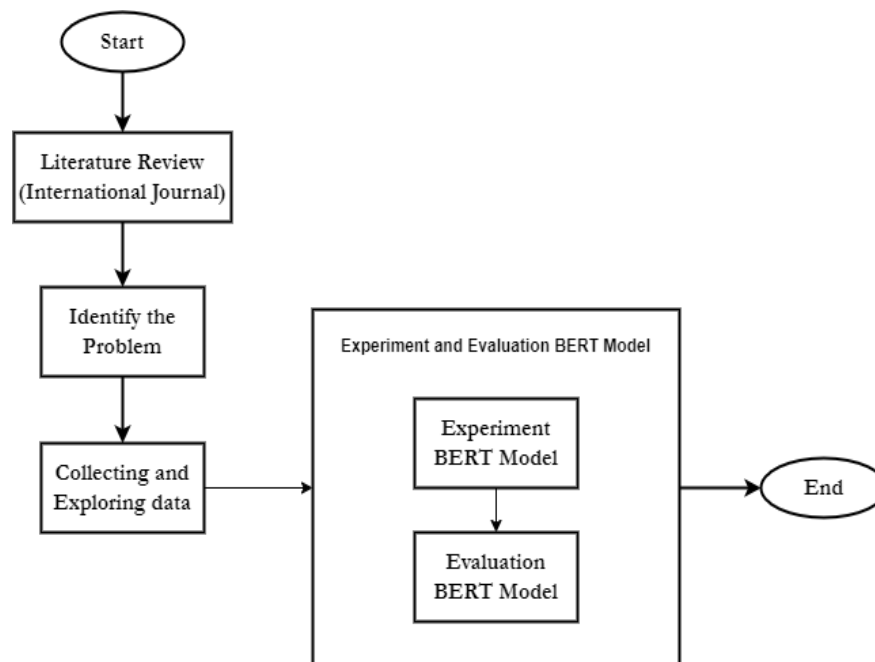 Start
Literature Review
(International Journal)
Identify the
Problem
Collecting and
Exploring data
Experiment and Evaluation BERT Model
Experiment
BERT Model
Evaluation
BERT Model
End